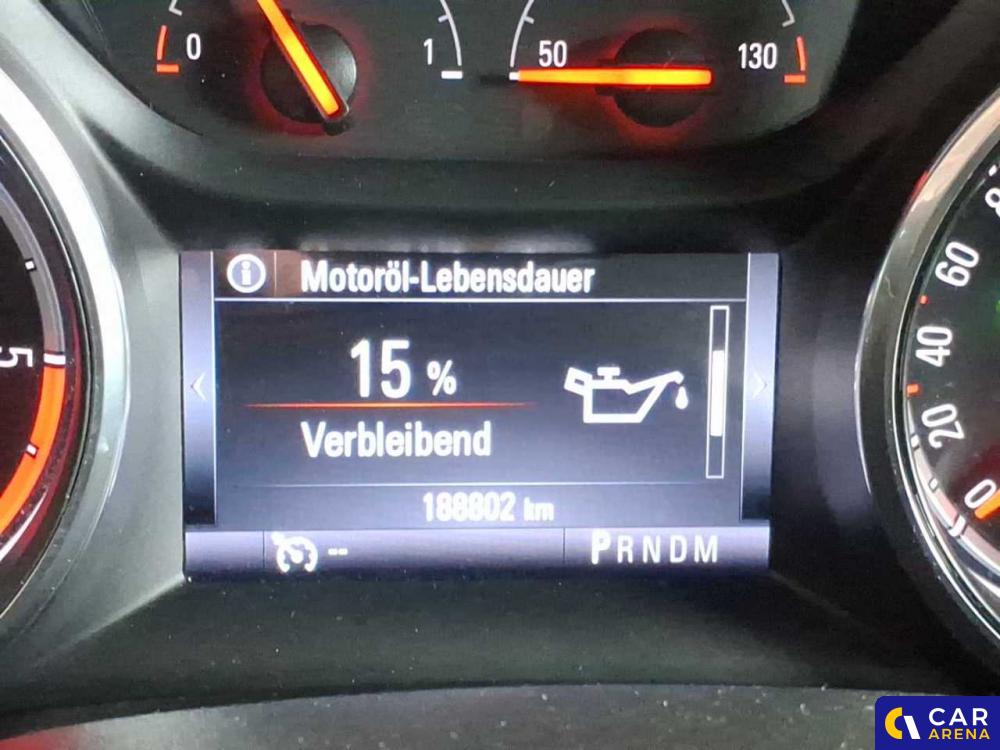 0 1 50 130
Motoröl-Lebensdauer
15 %
Verbleibend
188802 km
--
PRNDM
5
60
40
20
0
CAR
ARENA